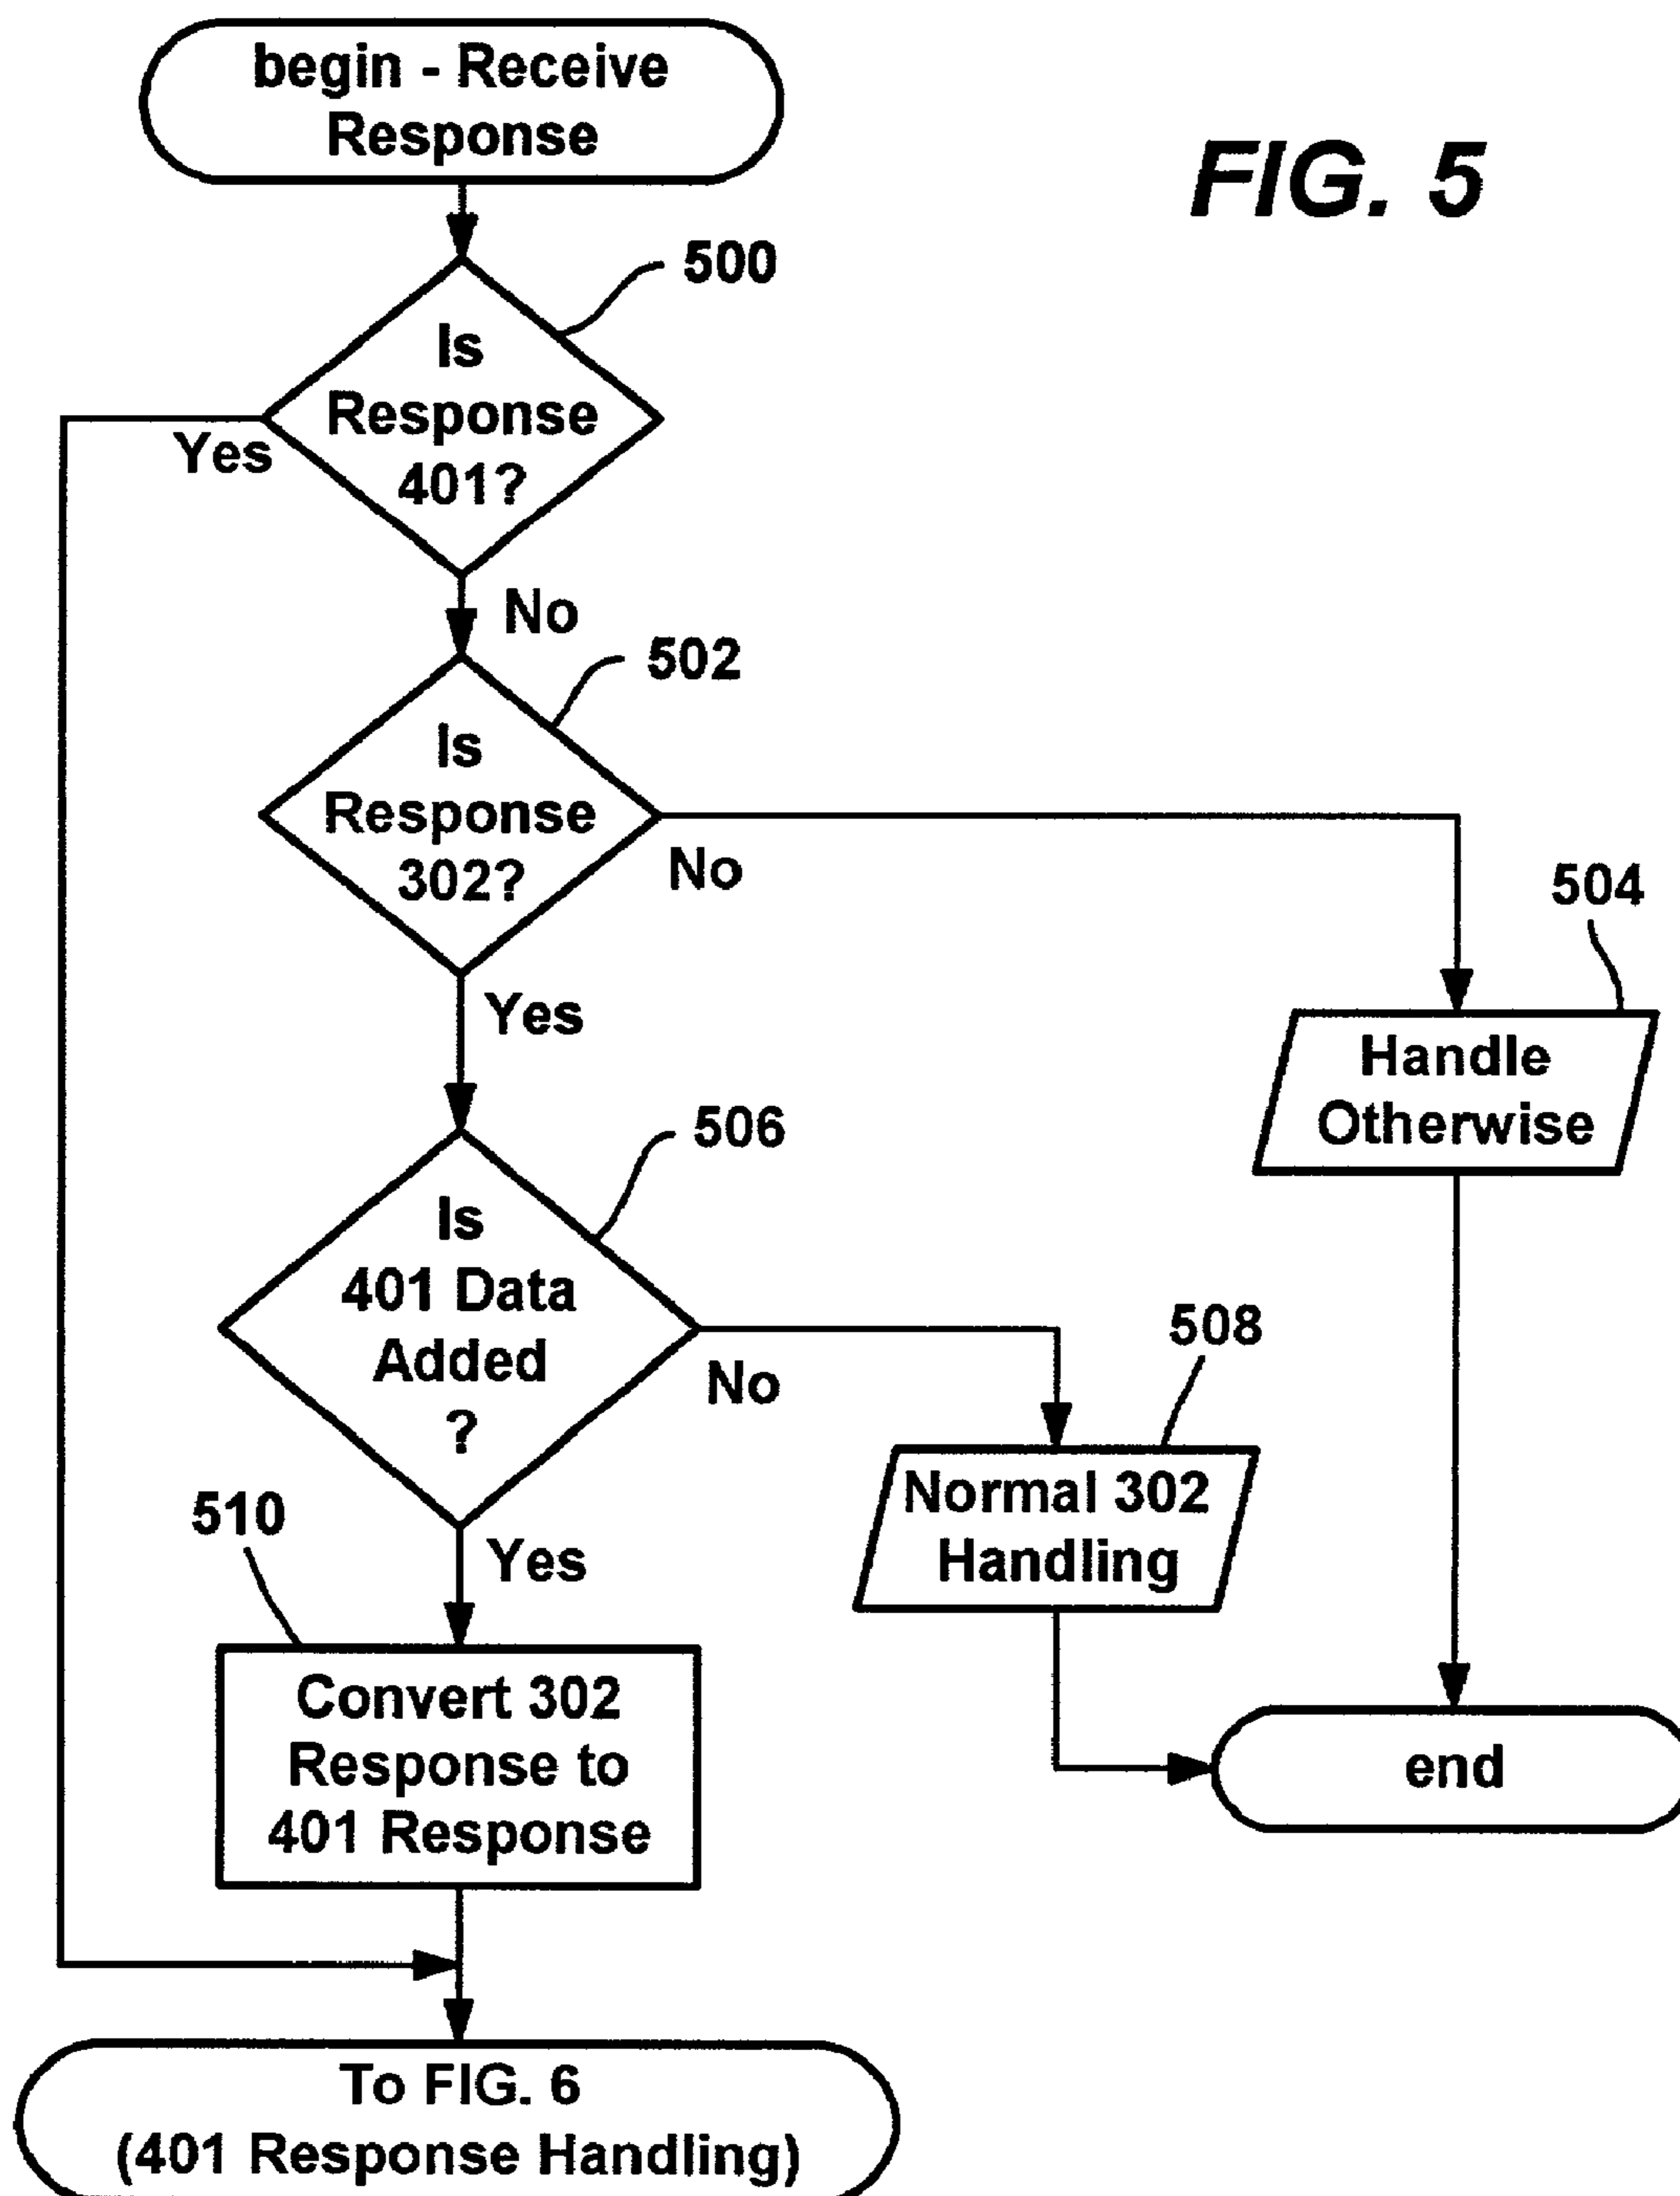 begin - Receive
Response
FIG. 5
500
Is
Response
401?
Yes
No
502
Is
Response
302?
No
504
Handle
Otherwise
Yes
506
Is
401 Data
Added
?
No
508
Normal 302
Handling
510
Yes
Convert 302
Response to
401 Response
end
To FIG. 6
(401 Response Handling)